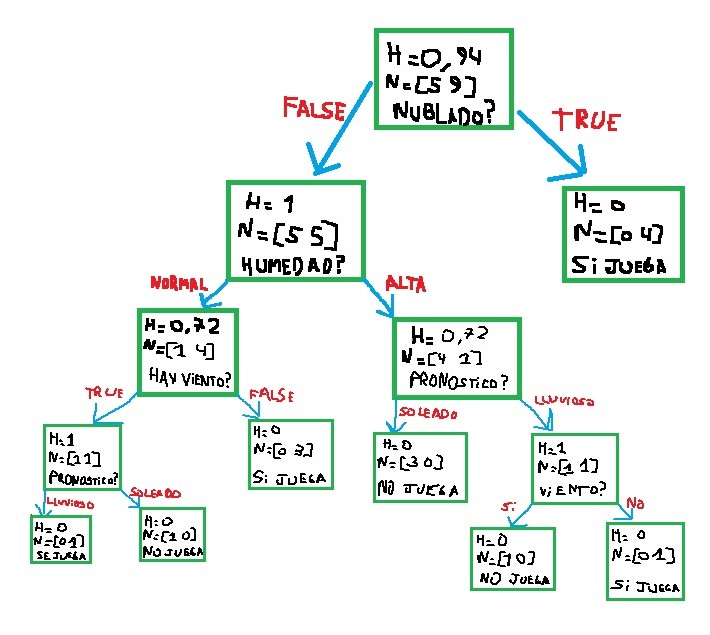 H=0,94
N=[5 9]
NUBLADO?
FALSE
TRUE
H=1
N=[5 5]
HUMEDAD?
H=0
N=[0 4]
Si JUEGA
NORMAL
ALTA
H=0,72
N=[1 4]
HAY VIENTO?
H=0,72
N=[4 1]
PRONOSTICO?
TRUE
FALSE
SOLEADO
LLUVIOSO
H=1
N=[1 1]
PRONOSTICO?
H=0
N=[0 3]
Si JUEGA
H=0
N=[3 0]
NO JUEGA
H=1
N=[1 1]
ViENTO?
LLUVIOSO
SOLEADO
Si
NO
H=0
N=[0 1]
SE JUEGA
H=0
N=[1 0]
NO JUEGA
H=0
N=[1 0]
NO JUEGA
H=0
N=[0 1]
Si JUEGA